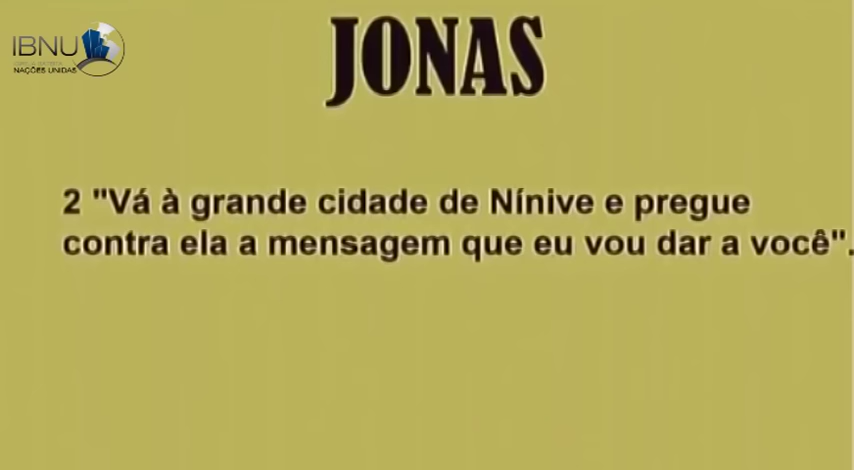 IBNU
NAÇÕES UNIDAS
JONAS
2 "Vá à grande cidade de Nínive e pregue
contra ela a mensagem que eu vou dar a você".